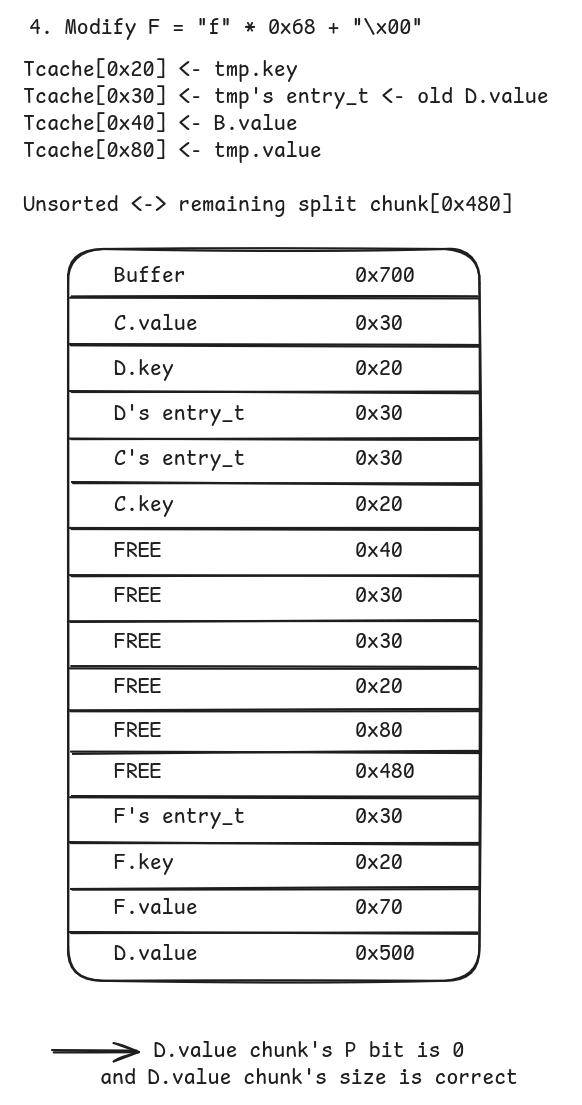 4. Modify F = "f" * 0x68 + "\x00"
Tcache[0x20] <- tmp.key
Tcache[0x30] <- tmp's entry_t <- old D.value
Tcache[0x40] <- B.value
Tcache[0x80] <- tmp.value
Unsorted <-> remaining split chunk[0x480]
Buffer 0x700
C.value 0x30
D.key 0x20
D's entry_t 0x30
C's entry_t 0x30
C.key 0x20
FREE 0x40
FREE 0x30
FREE 0x30
FREE 0x20
FREE 0x80
FREE 0x480
F's entry_t 0x30
F.key 0x20
F.value 0x70
D.value 0x500
D.value chunk's P bit is 0
and D.value chunk's size is correct